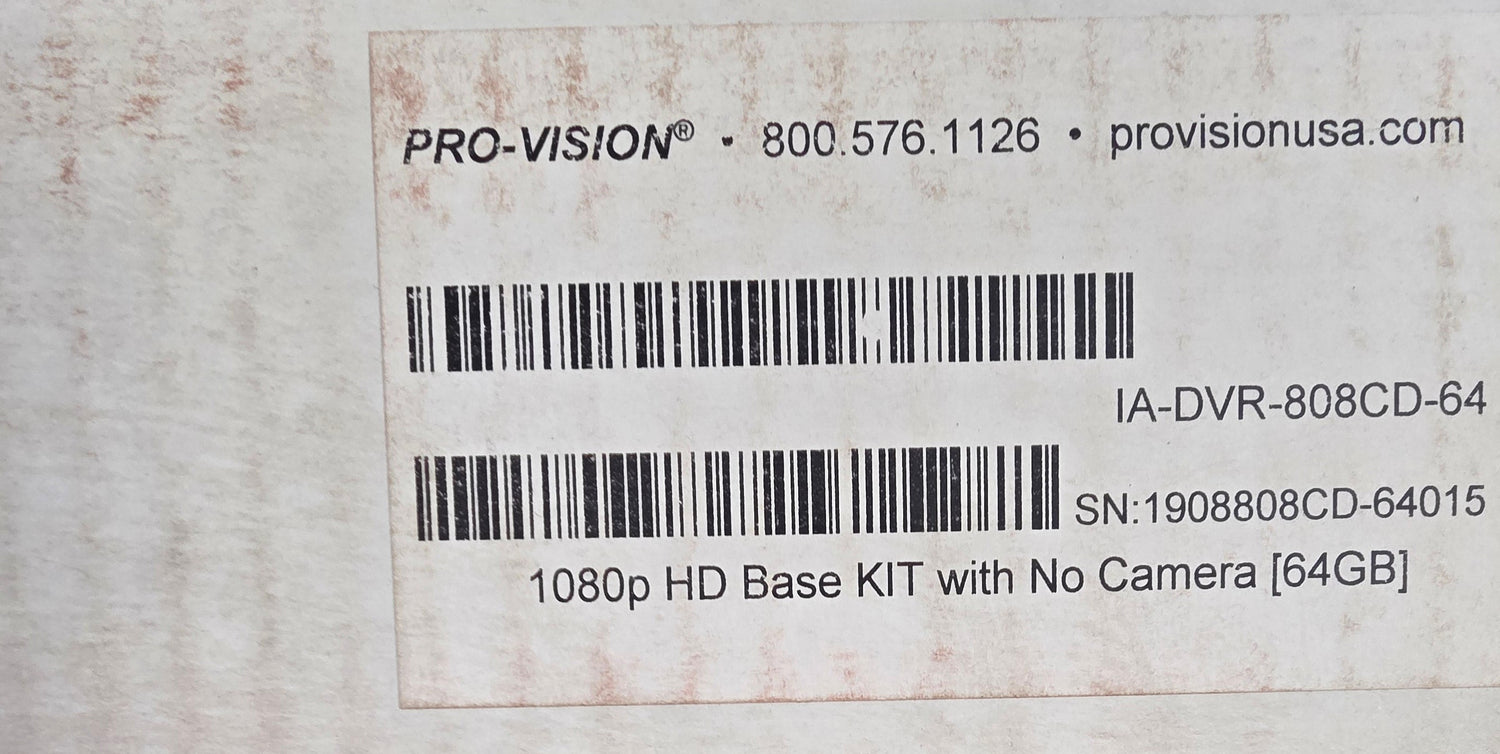 PRO-VISION® • 800.576.1126 • provisionusa.com
IA-DVR-808CD-64
SN:1908808CD-64015
1080p HD Base KIT with No Camera [64GB]